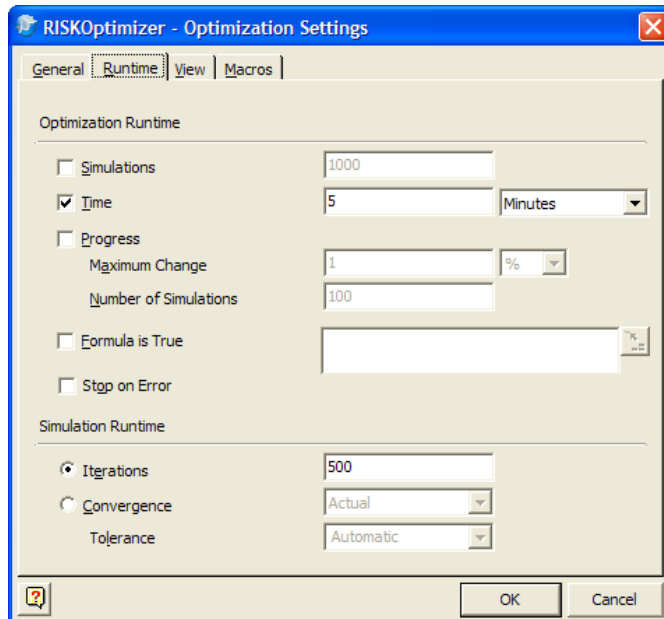 RISKOptimizer - Optimization Settings
General Runtime View Macros
Optimization Runtime
Simulations 1000
Time 5 Minutes
Progress
Maximum Change 1 %
Number of Simulations 100
Formula is True
Stop on Error
Simulation Runtime
Iterations 500
Convergence Actual
Tolerance Automatic
? OK Cancel